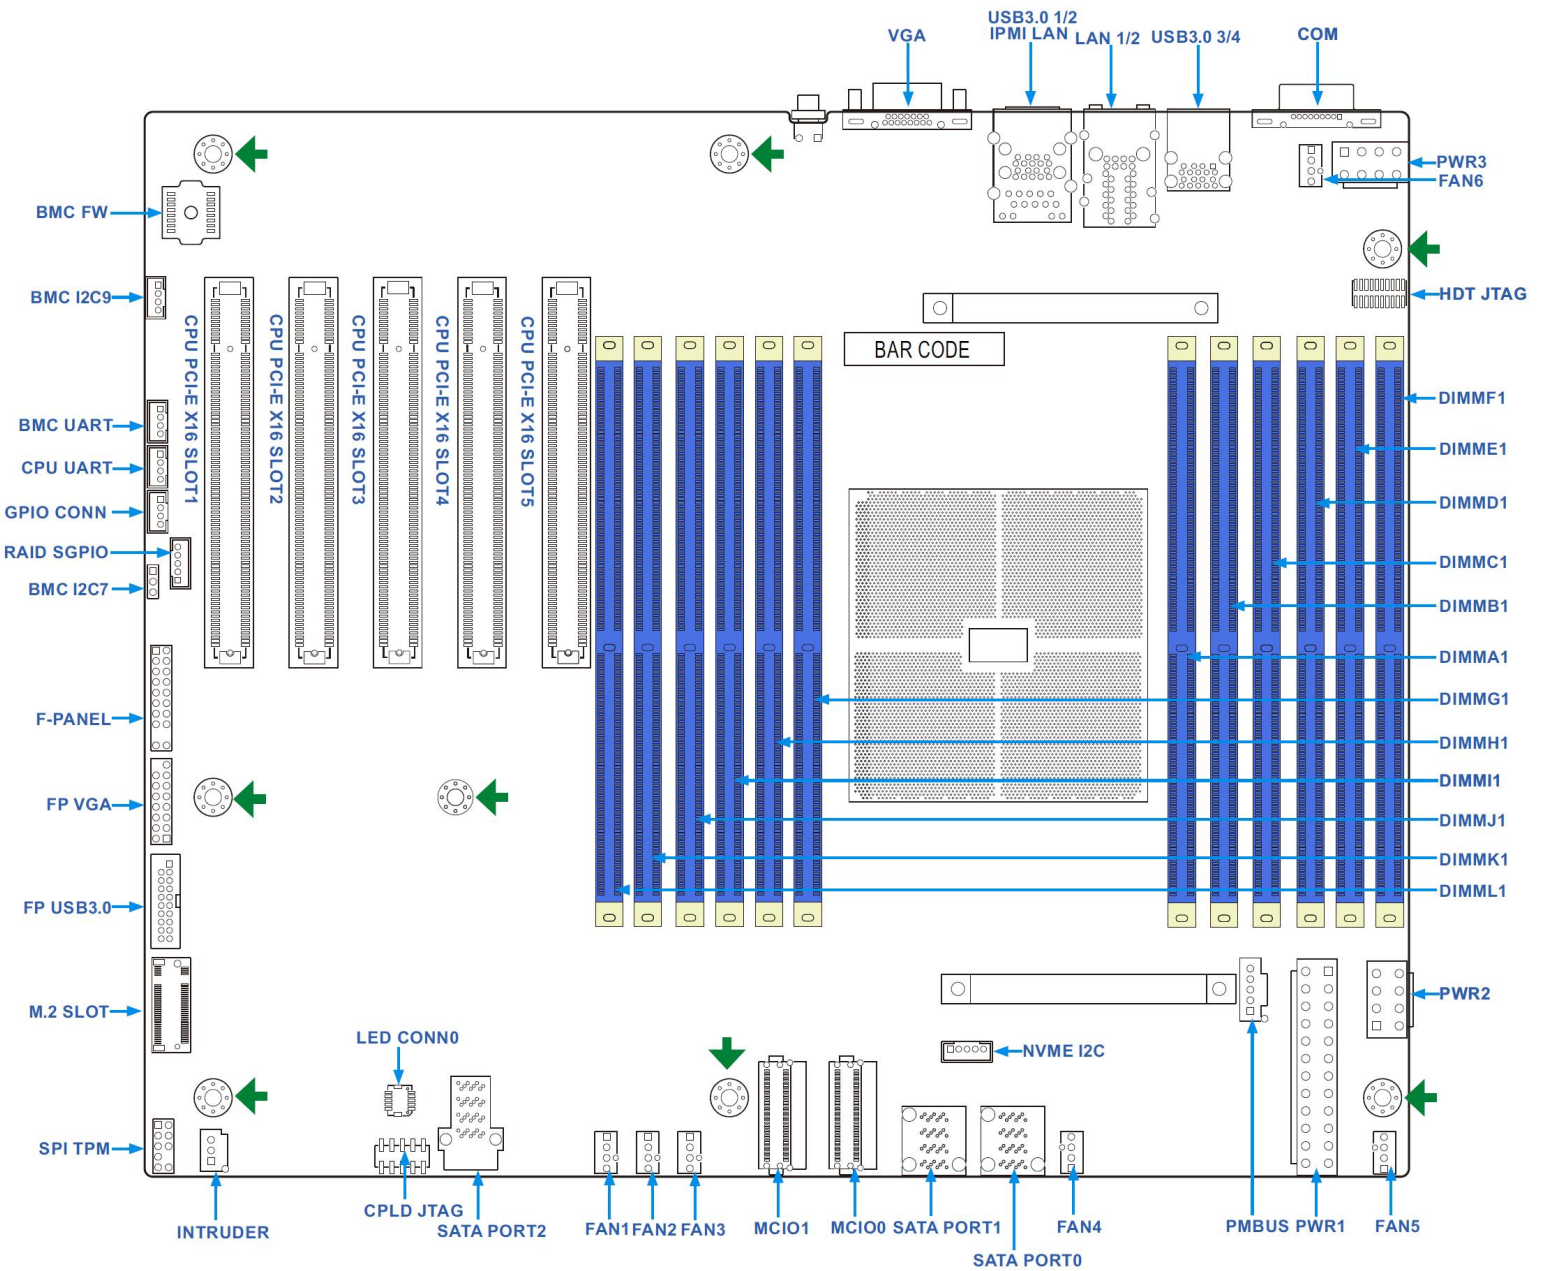 USB3.0 1/2
IPMI LAN
VGA
LAN 1/2
USB3.0 3/4
COM
PWR3
FAN6
BMC FW
BMC I2C9
HDT JTAG
CPU PCI-E X16 SLOT1
CPU PCI-E X16 SLOT2
CPU PCI-E X16 SLOT3
CPU PCI-E X16 SLOT4
CPU PCI-E X16 SLOT5
BAR CODE
BMC UART
CPU UART
GPIO CONN
RAID SGPIO
BMC I2C7
F-PANEL
FP VGA
FP USB3.0
M.2 SLOT
SPI TPM
DIMMF1
DIMME1
DIMMD1
DIMMC1
DIMMB1
DIMMA1
DIMMG1
DIMMH1
DIMMI1
DIMMJ1
DIMMK1
DIMML1
PWR2
LED CONN0
NVME I2C
INTRUDER
CPLD JTAG
SATA PORT2
FAN1
FAN2
FAN3
MCIO1
MCIO0
SATA PORT1
SATA PORT0
FAN4
PMBUS
PWR1
FAN5